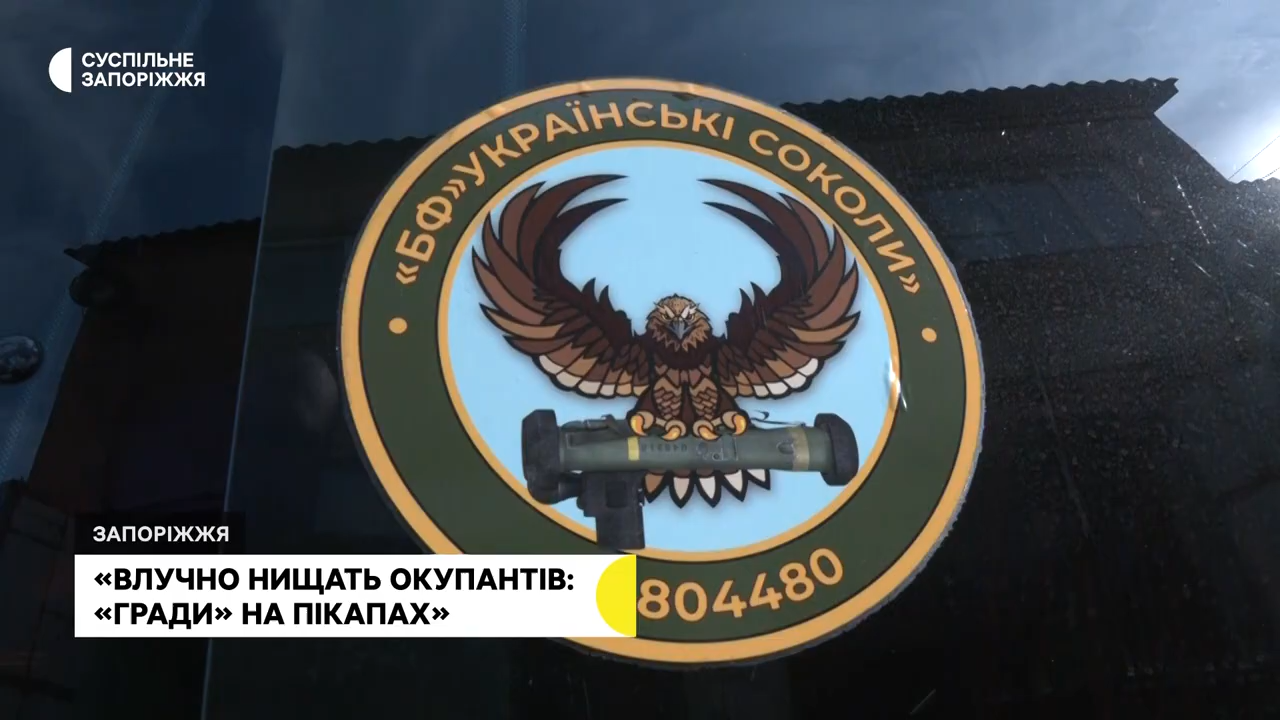 СУСПІЛЬНЕ
ЗАПОРІЖЖЯ
«БФ»УКРАЇНСЬКІ СОКОЛИ»
804480
ЗАПОРІЖЖЯ
«ВЛУЧНО НИЩАТЬ ОКУПАНТІВ:
«ГРАДИ» НА ПІКАПАХ»